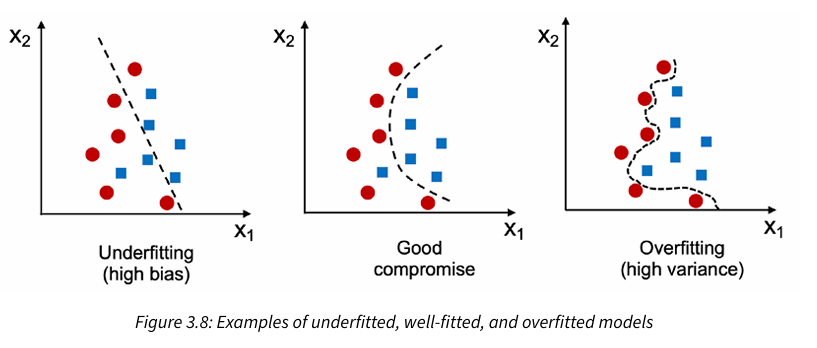 X2
X1
Underfitting
(high bias)
X2
X1
Good
compromise
X2
X1
Overfitting
(high variance)
Figure 3.8: Examples of underfitted, well-fitted, and overfitted models